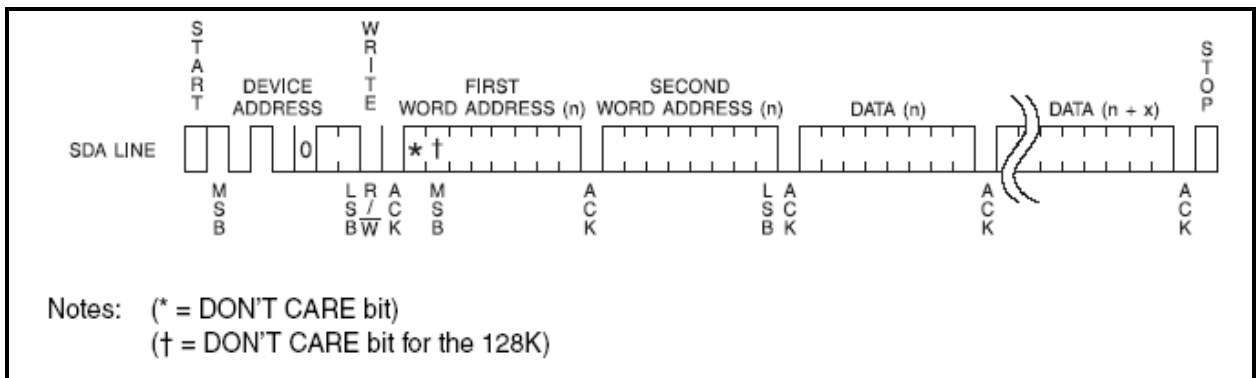 START
WRITE
STOP
DEVICE
ADDRESS
FIRST
WORD ADDRESS (n)
SECOND
WORD ADDRESS (n)
DATA (n)
DATA (n + x)
SDA LINE
0
* †
MSB
LSB
R/W
ACK
MSB
ACK
LSB
ACK
ACK
ACK
Notes: (* = DON'T CARE bit)
(† = DON'T CARE bit for the 128K)